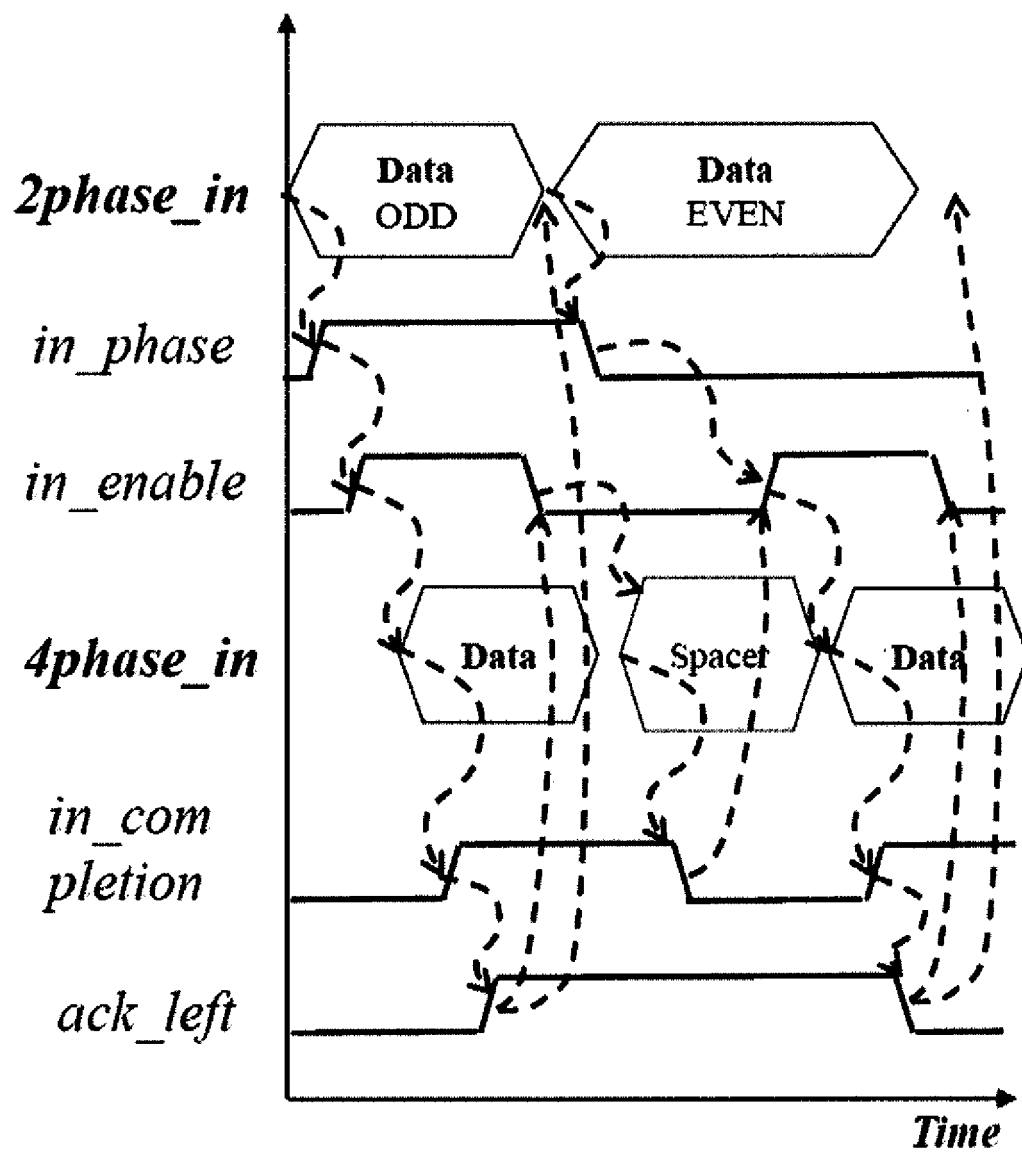 Data
Data
2phase_in
ODD
EVEN
in_phase
in_enable
4phase_in
Data
Spacer
Data
in_com
pletion
ack_left
Time